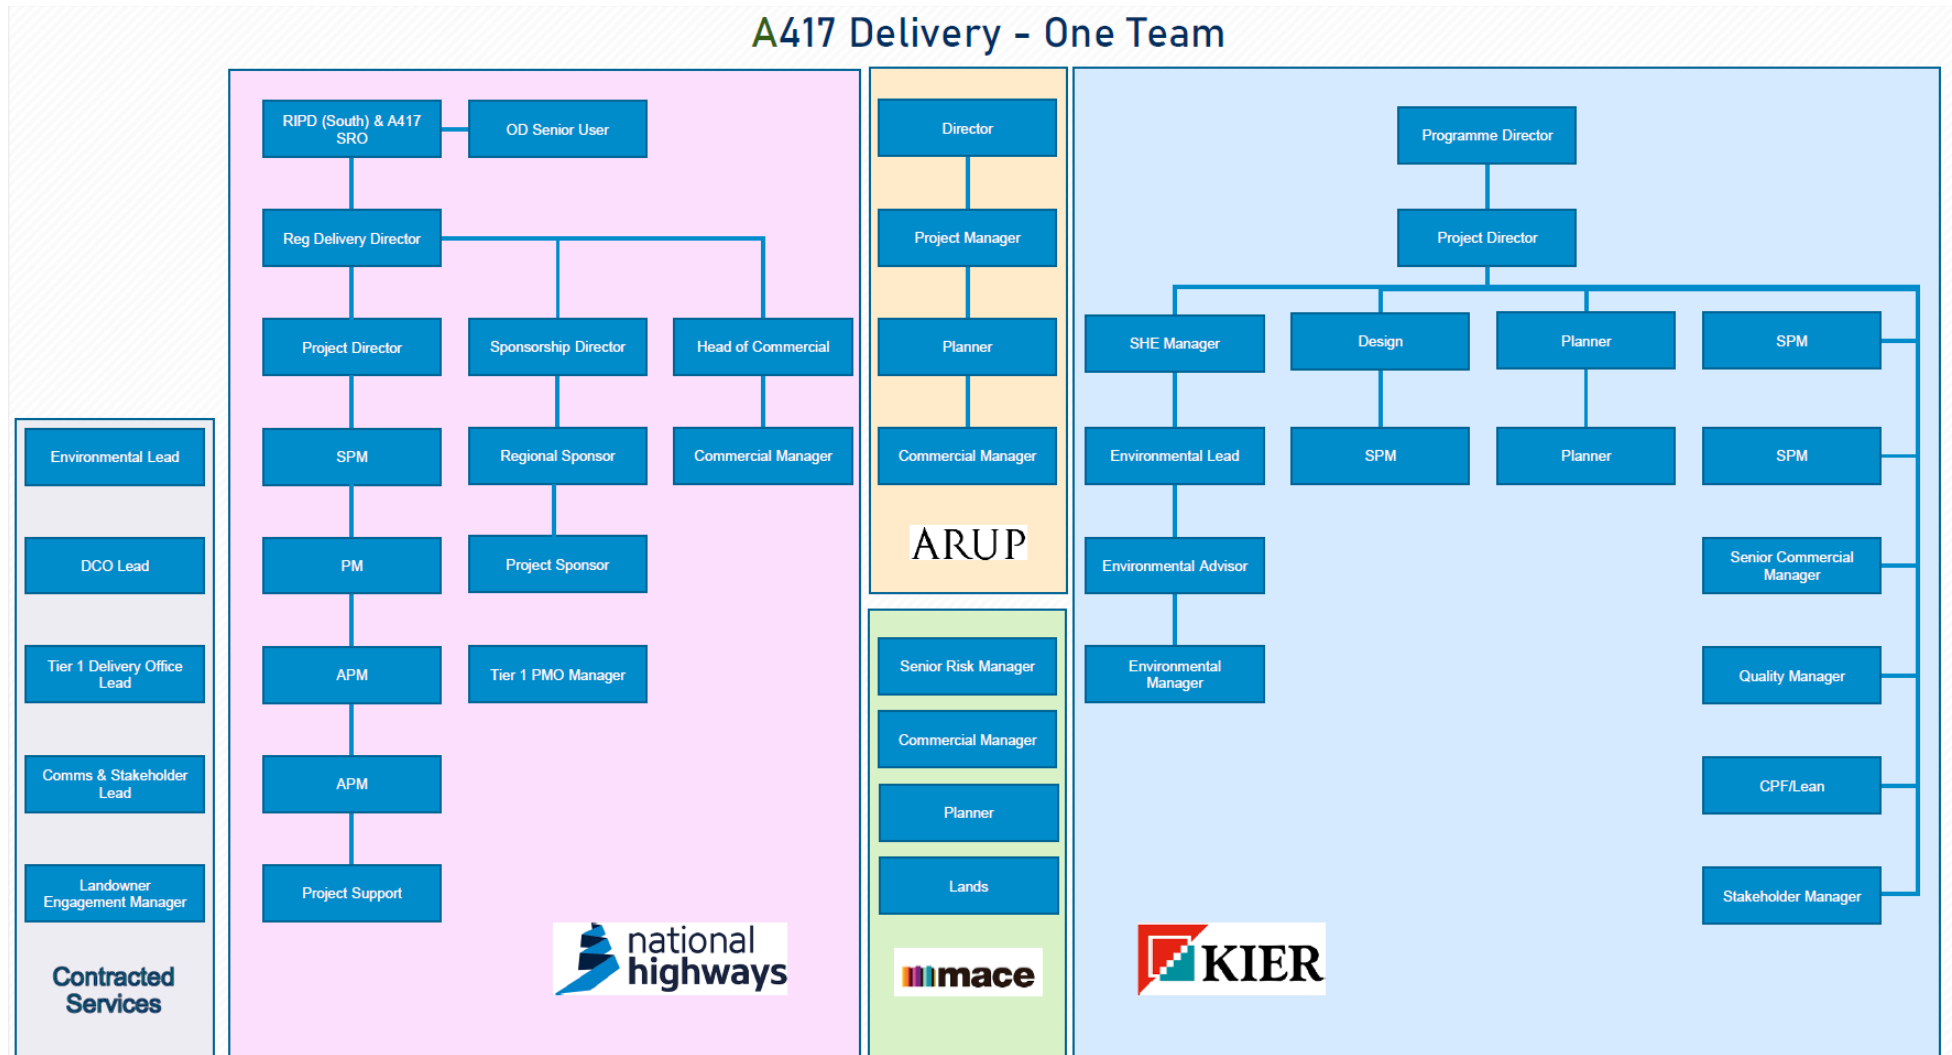 A417 Delivery - One Team
Environmental Lead
DCO Lead
Tier 1 Delivery Office
Lead
Comms & Stakeholder
Lead
Landowner
Engagement Manager
Contracted
Services
RIPD (South) & A417
SRO
OD Senior User
Reg Delivery Director
Project Director
Sponsorship Director
Head of Commercial
SPM
Regional Sponsor
Commercial Manager
PM
Project Sponsor
APM
Tier 1 PMO Manager
APM
Project Support
national
highways
Director
Project Manager
Planner
Commercial Manager
ARUP
Senior Risk Manager
Commercial Manager
Planner
Lands
mace
Programme Director
Project Director
SHE Manager
Design
Planner
SPM
Environmental Lead
SPM
Planner
SPM
Environmental Advisor
Senior Commercial
Manager
Environmental
Manager
Quality Manager
CPF/Lean
Stakeholder Manager
KIER